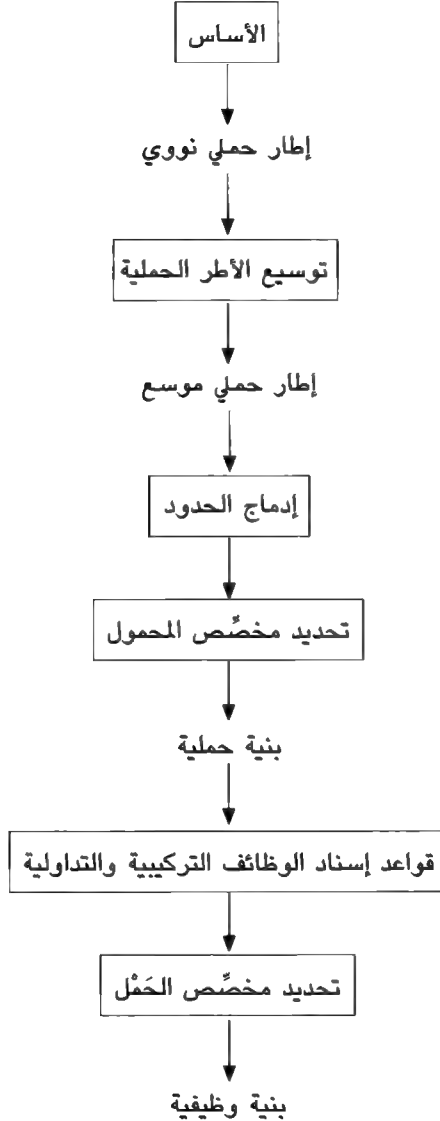 الأساس
إطار حملي نووي
توسيع الأطر الحملية
إطار حملي موسع
إدماج الحدود
تحديد مخصِّص المحمول
بنية حملية
قواعد إسناد الوظائف التركيبية والتداولية
تحديد مخصِّص الحَمْل
بنية وظيفية